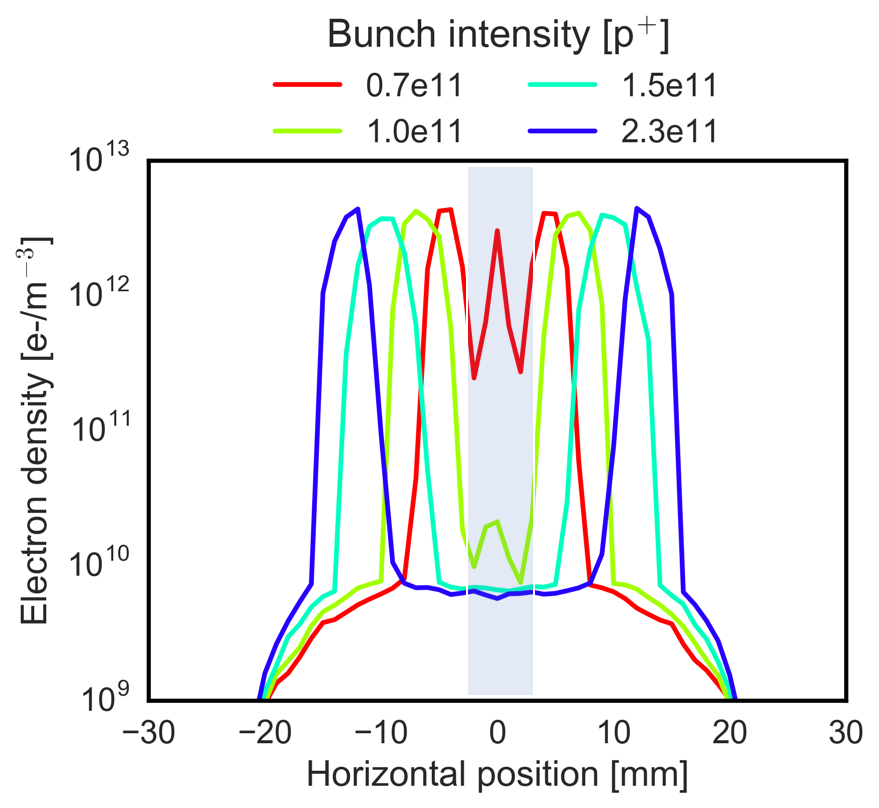 Bunch intensity [p⁺]
0.7e11 1.5e11
1.0e11 2.3e11
10¹³
10¹²
10¹¹
10¹⁰
10⁹
Electron density [e-/m⁻³]
−30 −20 −10 0 10 20 30
Horizontal position [mm]